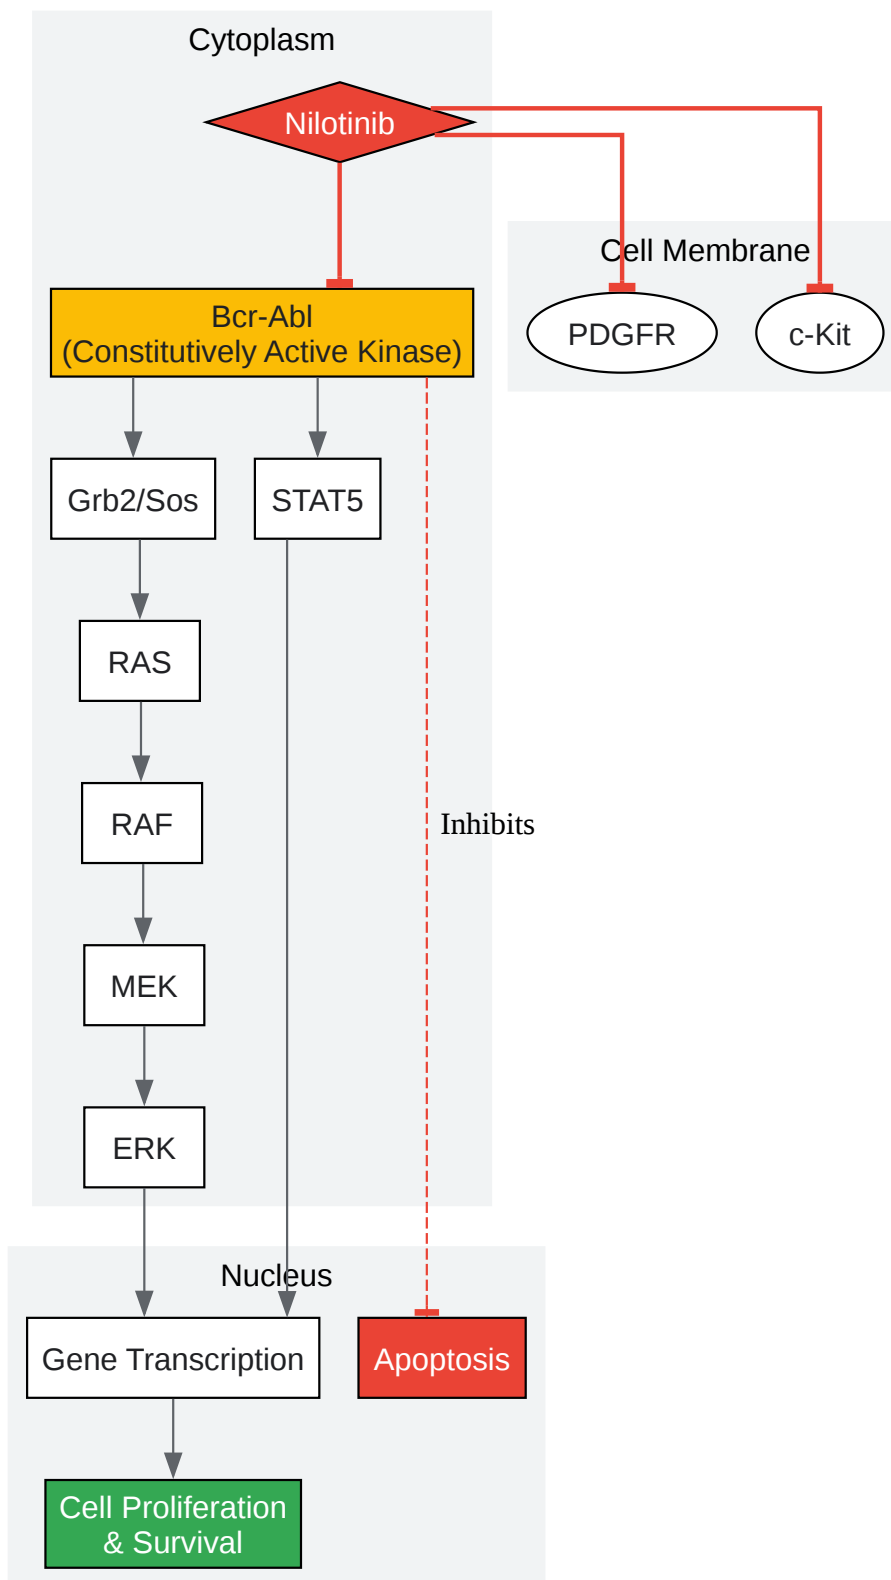 Cytoplasm
Nilotinib
Cell Membrane
Bcr-Abl
(Constitutively Active Kinase)
PDGFR
c-Kit
Grb2/Sos
STAT5
RAS
RAF
Inhibits
MEK
ERK
Nucleus
Gene Transcription
Apoptosis
Cell Proliferation
& Survival